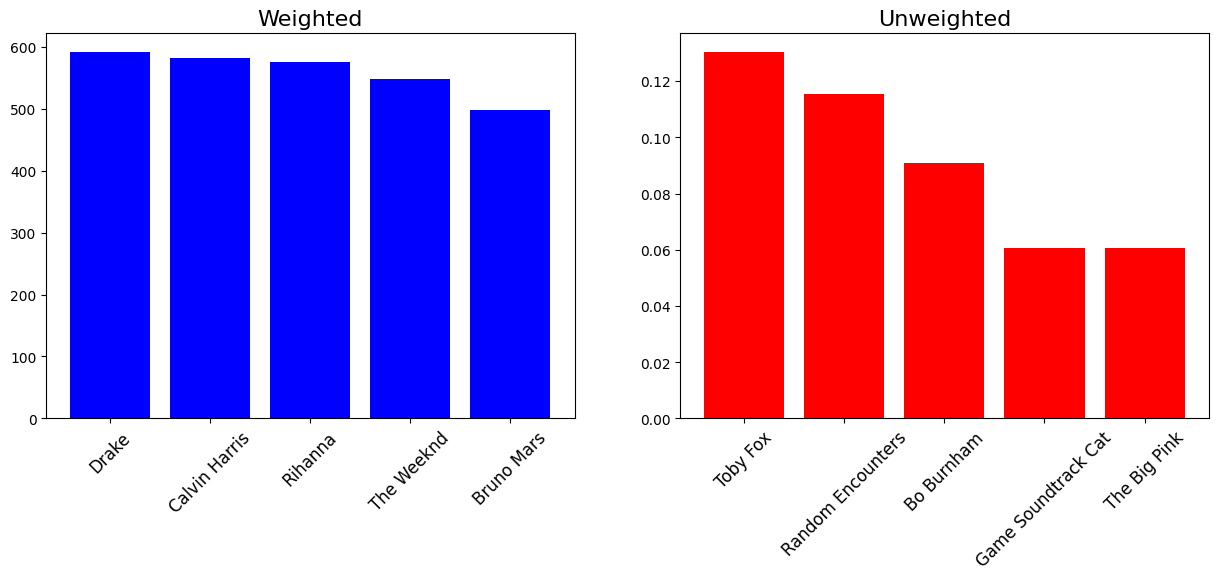 Weighted
600
500
400
300
200
100
0
Drake
Calvin Harris
Rihanna
The Weeknd
Bruno Mars
Unweighted
0.12
0.10
0.08
0.06
0.04
0.02
0.00
Toby Fox
Random Encounters
Bo Burnham
Game Soundtrack Cat
The Big Pink